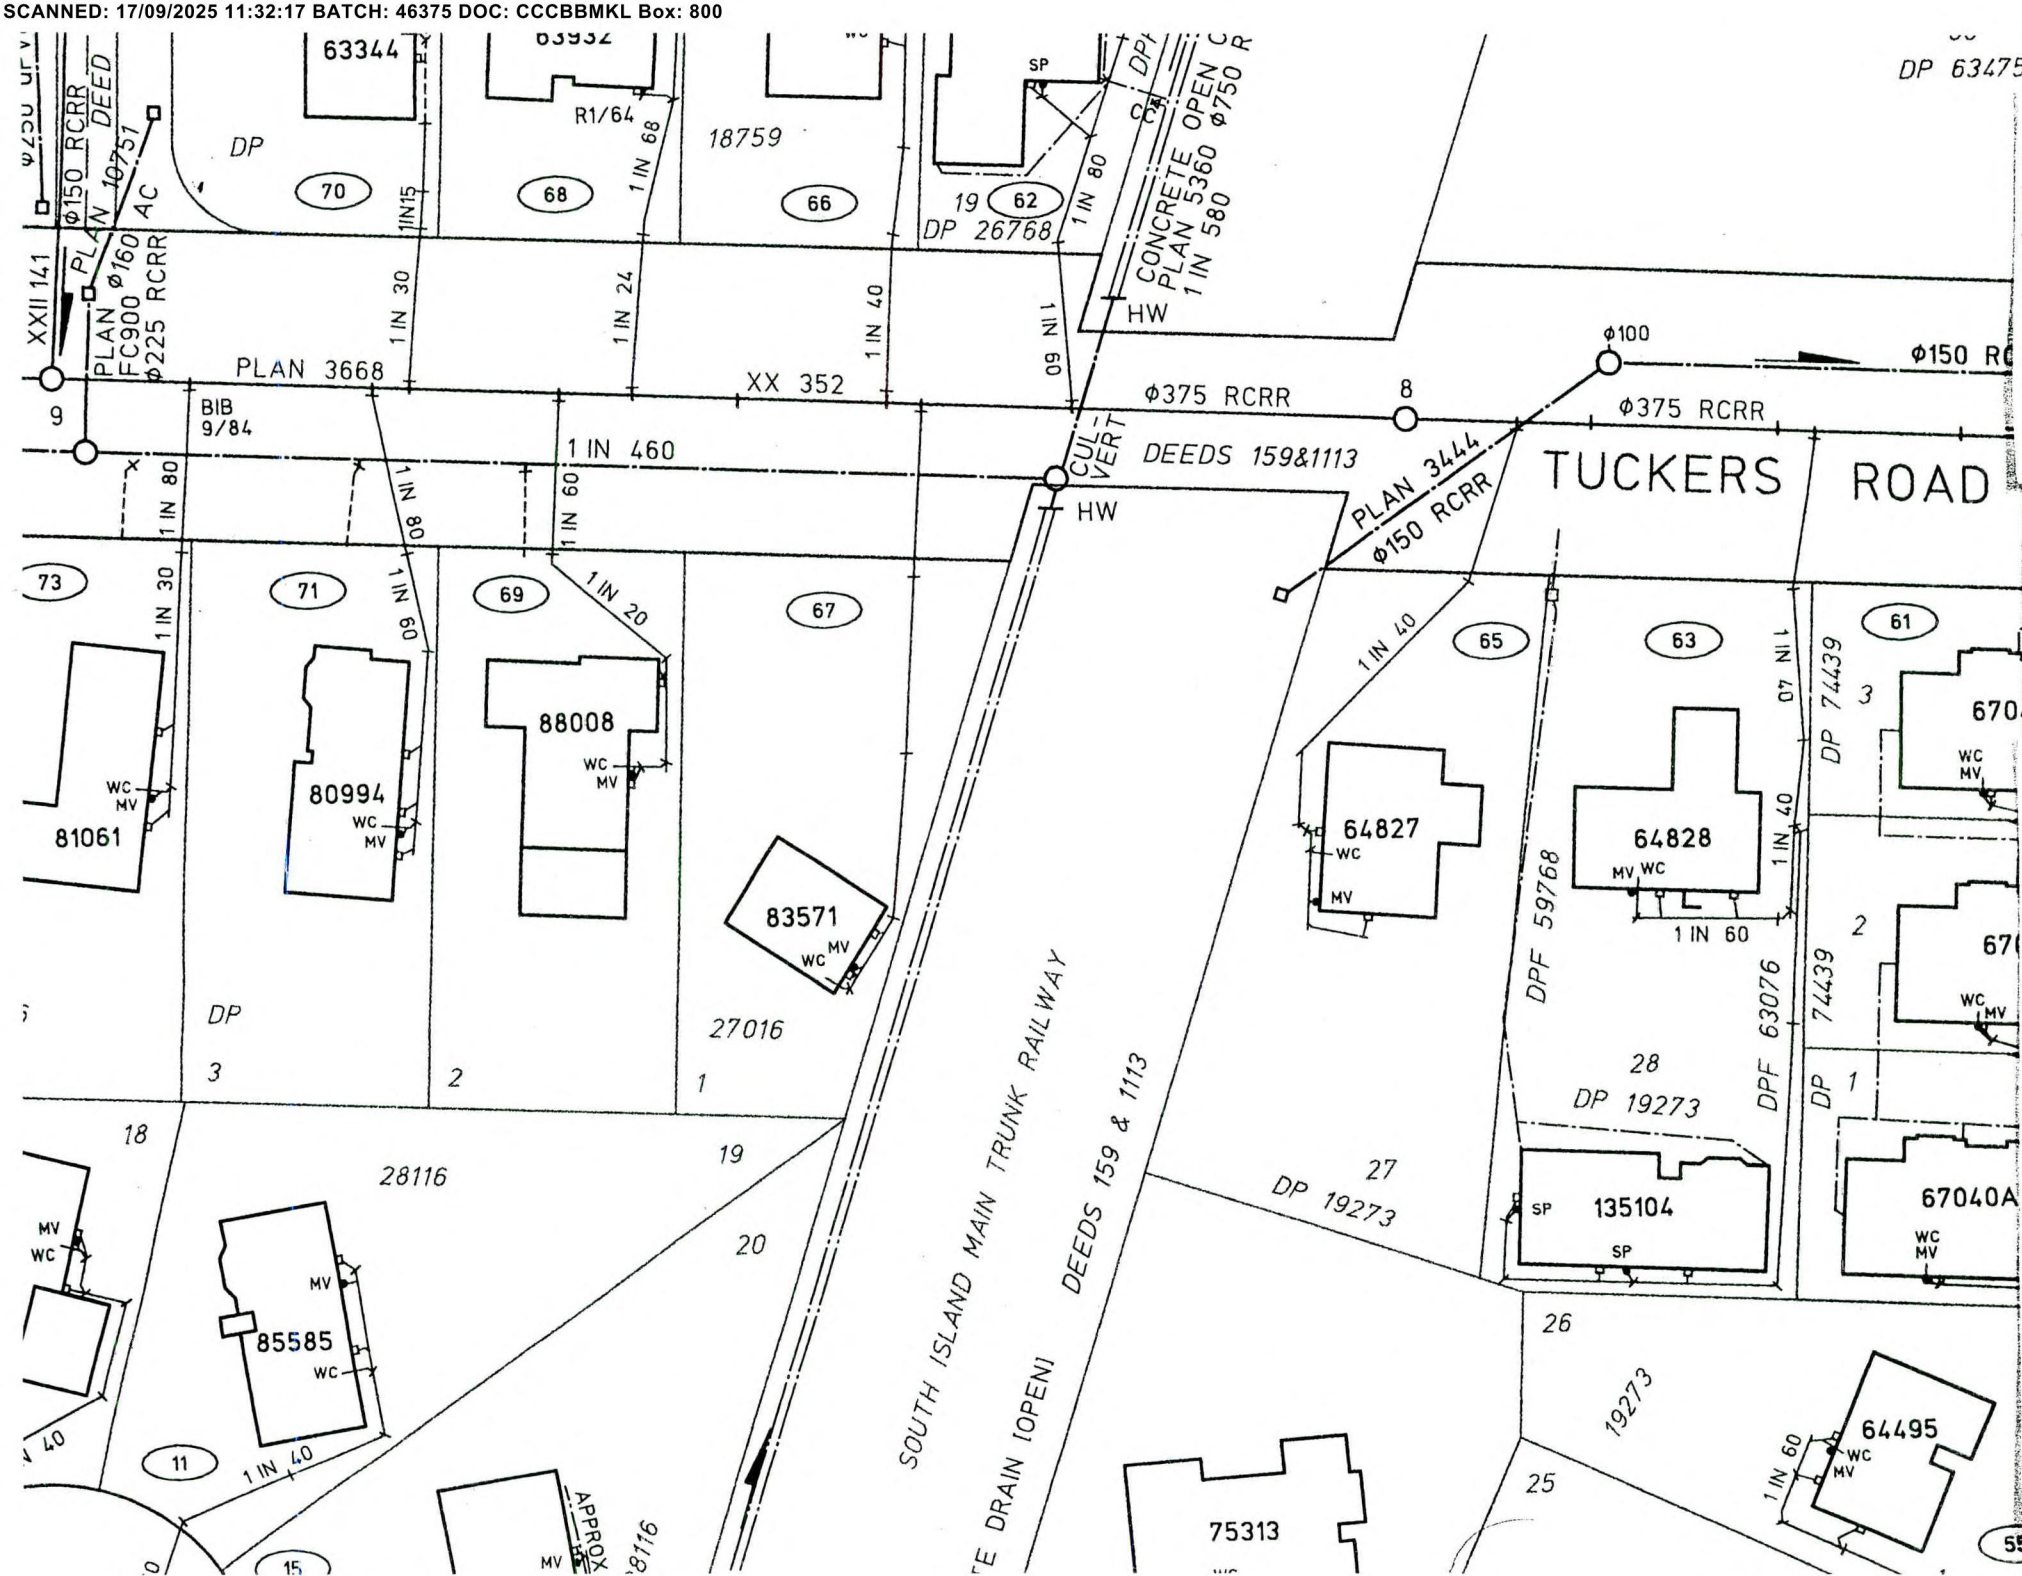 SCANNED: 17/09/2025 11:32:17 BATCH: 46375 DOC: CCCBBMKL Box: 800
63344
63932
R1/64
SP
DP
18759
19
DP 26768
70
68
66
62
1 IN 15
1 IN 68
1 IN 80
CC
DP 63475
CONCRETE OPEN
PLAN 5360 φ750 R
1 IN 580
HW
φ150 RCRR
DEED
PLAN 10751
AC
XXII 141
PLAN
FC900 φ160
φ225 RCRR
1 IN 30
1 IN 24
1 IN 40
1 IN 60
PLAN 3668
XX 352
φ375 RCRR
8
φ100
φ150 RC
φ375 RCRR
9
BIB
9/84
1 IN 460
CUL-
VERT
DEEDS 159&1113
PLAN 3444
φ150 RCRR
TUCKERS ROAD
HW
1 IN 80
1 IN 80
1 IN 60
73
71
69
67
65
63
61
1 IN 30
1 IN 60
1 IN 20
1 IN 40
1 IN 40
DP 74439
3
WC
MV
81061
80994
WC
MV
88008
WC
MV
83571
MV
WC
64827
WC
MV
64828
MV WC
1 IN 40
1 IN 60
WC
MV
DPF 59768
DPF 63076
2
74439
WC
MV
DP
27016
3
2
1
28
DP 19273
DP
1
18
28116
19
20
27
DP 19273
SP
135104
SP
67040A
WC
MV
MV
WC
85585
MV
WC
11
1 IN 40
SOUTH ISLAND MAIN TRUNK RAILWAY
DEEDS 159 & 1113
DRAIN [OPEN]
26
19273
25
64495
WC
MV
1 IN 60
75313
APPROX
MV
15